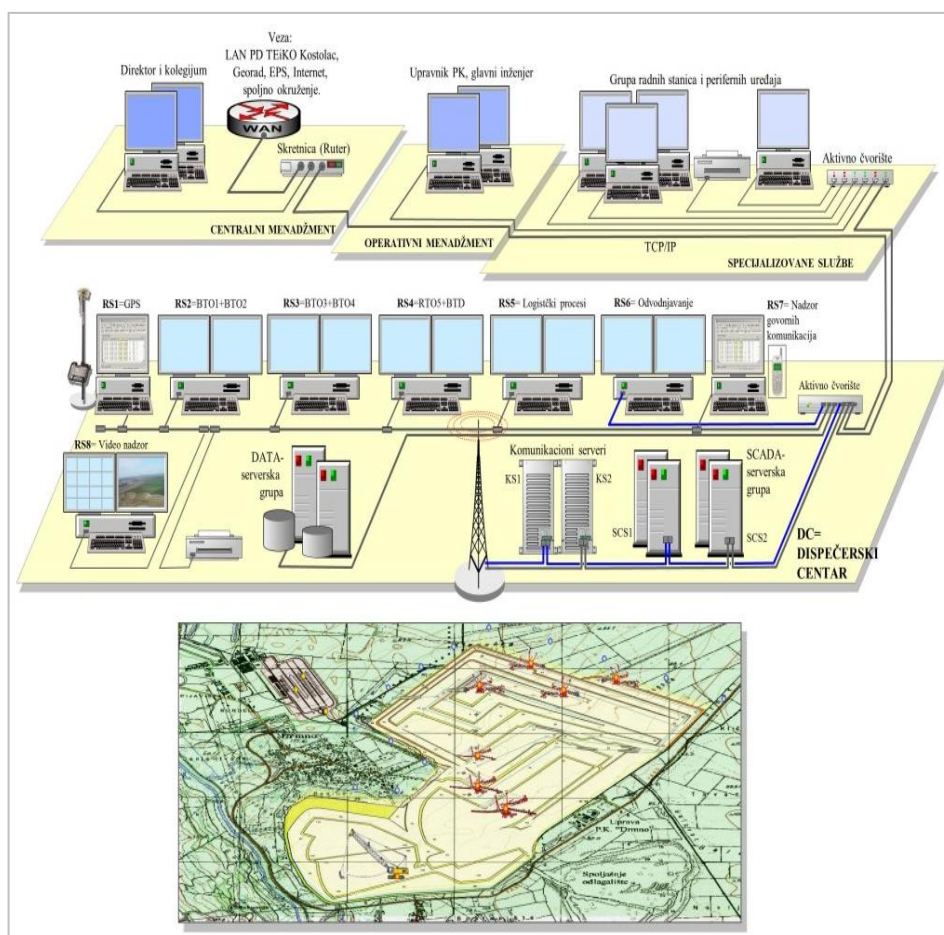 Veza:
LAN PD TEiKO Kostolac,
Georad, EPS, Internet,
spoljno okruženje.
Direktor i kolegijum
WAN
Skretnica (Ruter)
CENTRALNI MENADŽMENT
Upravnik PK, glavni inženjer
OPERATIVNI MENADŽMENT
Grupa radnih stanica i perifernih uređaja
Aktivno čvorište
TCP/IP
SPECIJALIZOVANE SLUŽBE
RS1=GPS
RS2=BTO1+BTO2
RS3=BTO3+BTO4
RS4=RTO5+BTD
RS5= Logistčki procesi
RS6= Odvodnjavanje
RS7= Nadzor
govornih
komunikacija
Aktivno čvorište
RS8= Video nadzor
DATA-
serverska
grupa
Komunikacioni serveri
KS1
KS2
SCADA-
serverska
grupa
SCS1
SCS2
DC=
DISPEČERSKI
CENTAR
Drmno
Uprava
P.K. "Drmno"
Spoljašnje
odlagalište